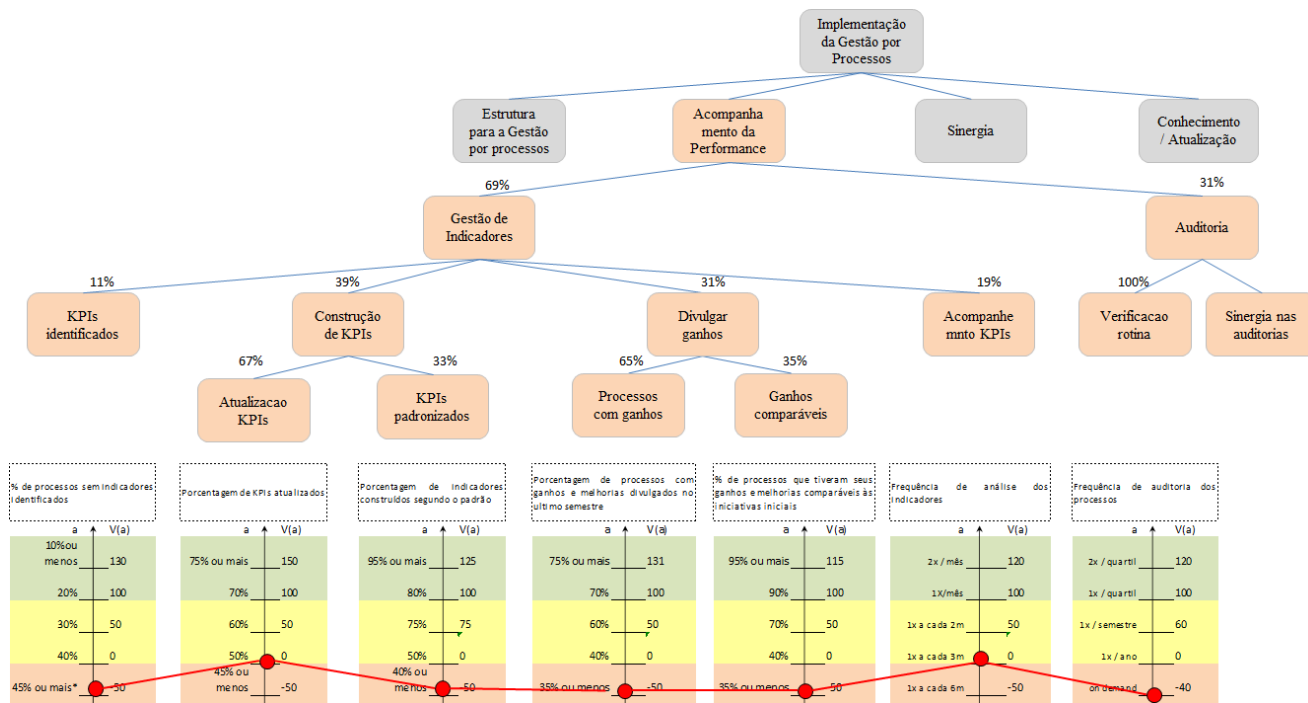 Implementação
da Gestão por
Processos
Estrutura
para a Gestão
por processos
Acompanha
mento da
Performance
Sinergia
Conhecimento
/ Atualização
69%
31%
Gestão de
Indicadores
Auditoria
11%
39%
31%
19%
100%
KPIs
identificados
Construção
de KPIs
Divulgar
ganhos
Acompanhe
mnto KPIs
Verificacao
rotina
Sinergia nas
auditorias
67%
33%
65%
35%
Atualizacao
KPIs
KPIs
padronizados
Processos
com ganhos
Ganhos
comparáveis
% de processos sem indicadores
identificados
a V(a)
10% ou
menos 130
20% 100
30% 50
40% 0
45% ou mais* -50
Porcentagem de KPIs atualizados
a V(a)
75% ou mais 150
70% 100
60% 50
50% 0
45% ou
menos -50
Porcentagem de indicadores
construídos segundo o padrão
a V(a)
95% ou mais 125
80% 100
75% 75
50% 0
40% ou
menos -50
Porcentagem de processos com
ganhos e melhorias divulgados no
ultimo semestre
a V(a)
75% ou mais 131
70% 100
60% 50
40% 0
35% ou menos -50
% de processos que tiveram seus
ganhos e melhorias comparáveis às
iniciativas iniciais
a V(a)
95% ou mais 115
90% 100
70% 50
40% 0
35% ou menos -50
Frequência de análise dos
indicadores
a V(a)
2x / mês 120
1X/mês 100
1x a cada 2m 50
1x a cada 3m 0
1x a cada 6m -50
Frequência de auditoria dos
processos
a V(a)
2x / quartil 120
1x / quartil 100
1x / semestre 60
1x / ano 0
on demand -40